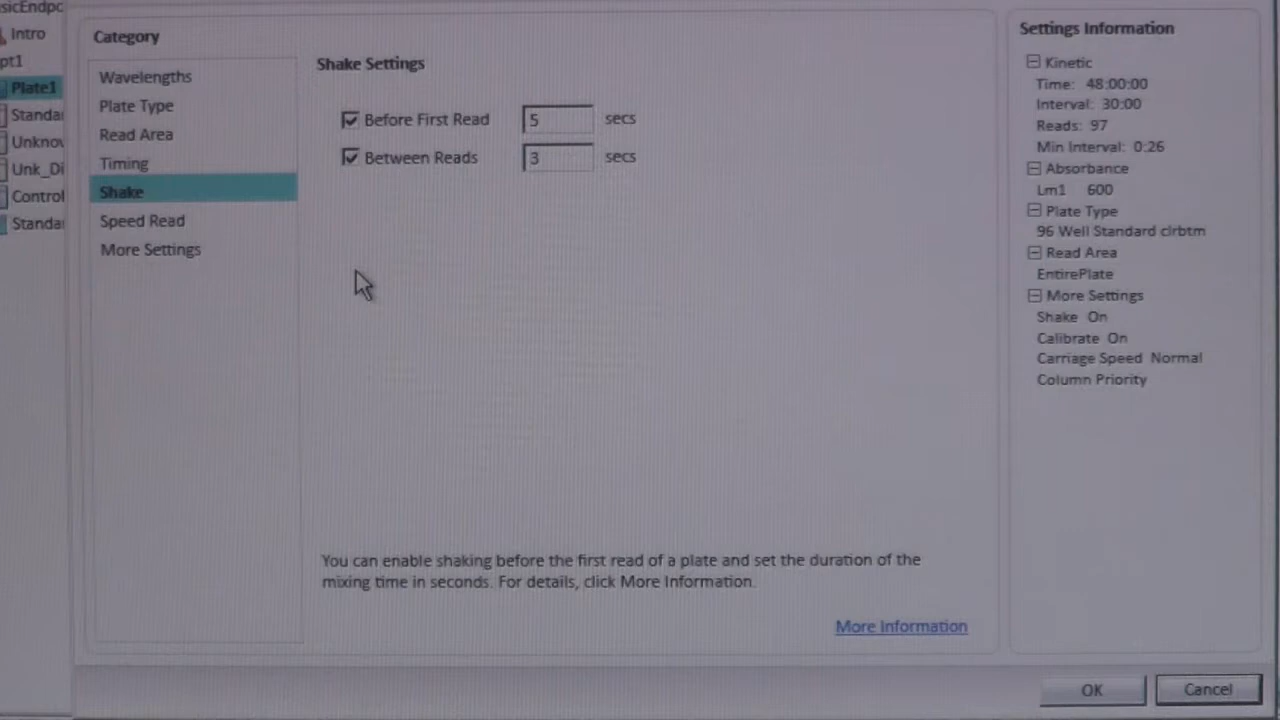 Intro
pt1
Plate1
Standa
Unknov
Unk_Di
Control
Standa
Category
Wavelengths
Plate Type
Read Area
Timing
Shake
Speed Read
More Settings
Shake Settings
Before First Read 5 secs
Between Reads 3 secs
You can enable shaking before the first read of a plate and set the duration of the
mixing time in seconds. For details, click More Information.
More Information
Settings Information
Kinetic
Time: 48:00:00
Interval: 30:00
Reads: 97
Min Interval: 0:26
Absorbance
Lm1 600
Plate Type
96 Well Standard clrbtm
Read Area
EntirePlate
More Settings
Shake On
Calibrate On
Carriage Speed Normal
Column Priority
OK
Cancel